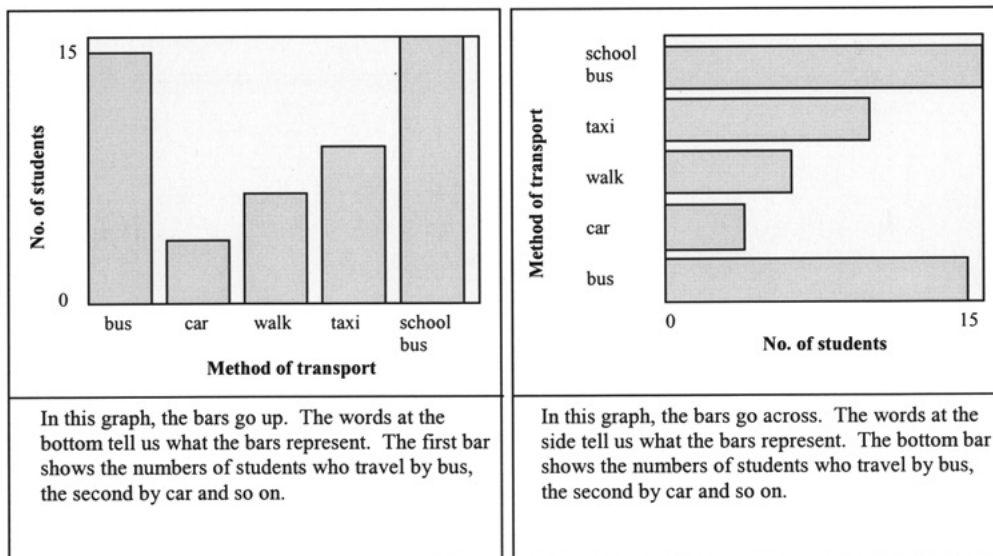 15
No. of students
0
bus
car
walk
taxi
school
bus
Method of transport
In this graph, the bars go up. The words at the
bottom tell us what the bars represent. The first bar
shows the numbers of students who travel by bus,
the second by car and so on.
school
bus
taxi
walk
car
bus
Method of transport
0
15
No. of students
In this graph, the bars go across. The words at the
side tell us what the bars represent. The bottom bar
shows the numbers of students who travel by bus,
the second by car and so on.